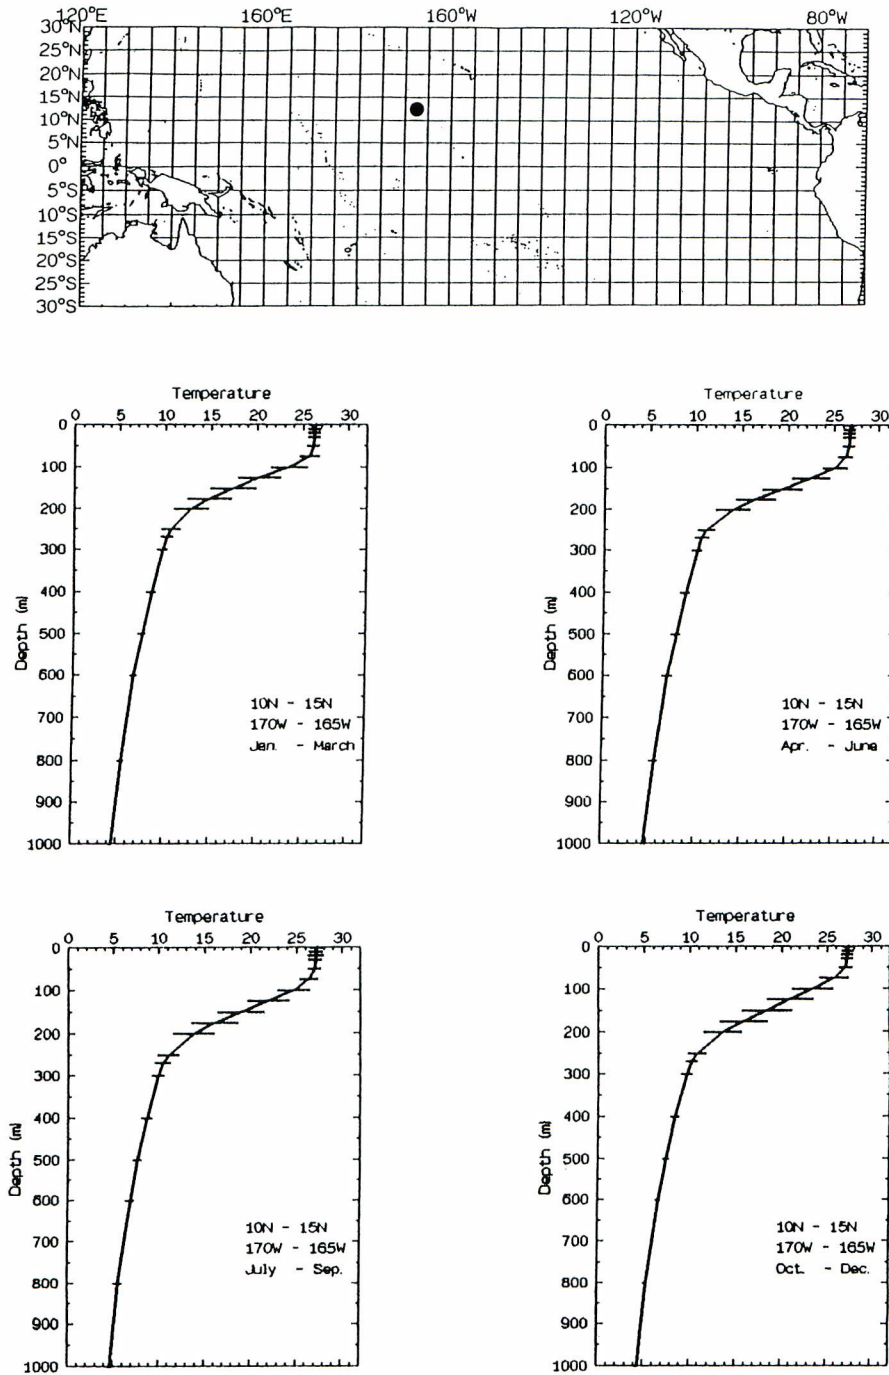 120°E 160°E 160°W 120°W 80°W
30°N
25°N
20°N
15°N
10°N
5°N
0°
5°S
10°S
15°S
20°S
25°S
30°S
Temperature
0 5 10 15 20 25 30
0
100
200
300
400
500
600
700
800
900
1000
Depth (m)
10N - 15N
170W - 165W
Jan. - March
Temperature
0 5 10 15 20 25 30
0
100
200
300
400
500
600
700
800
900
1000
Depth (m)
10N - 15N
170W - 165W
Apr. - June
Temperature
0 5 10 15 20 25 30
0
100
200
300
400
500
600
700
800
900
1000
Depth (m)
10N - 15N
170W - 165W
July - Sep.
Temperature
0 5 10 15 20 25 30
0
100
200
300
400
500
600
700
800
900
1000
Depth (m)
10N - 15N
170W - 165W
Oct. - Dec.